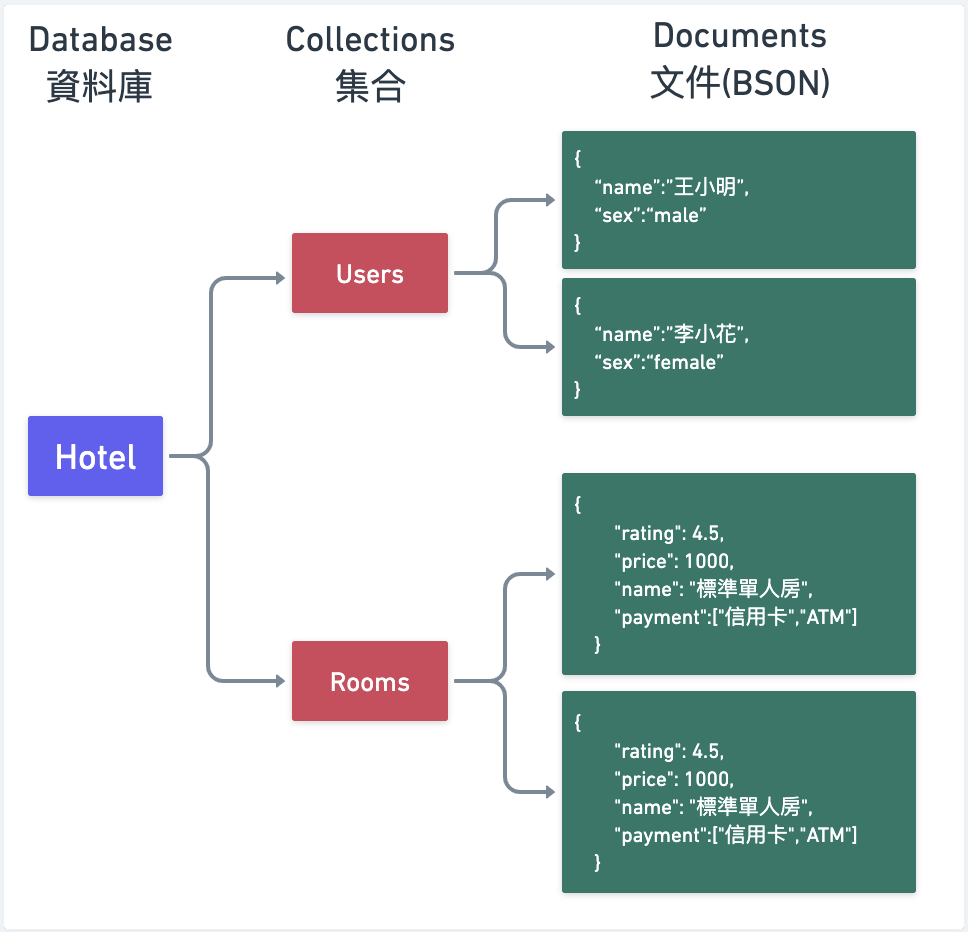 Database
資料庫
Collections
集合
Documents
文件(BSON)
Hotel
Users
{
“name”:”王小明”,
“sex”:“male”
}
{
“name”:”李小花”,
“sex”:“female”
}
Rooms
{
"rating": 4.5,
"price": 1000,
"name": "標準單人房",
"payment":["信用卡","ATM"]
}
{
"rating": 4.5,
"price": 1000,
"name": "標準單人房",
"payment":["信用卡","ATM"]
}